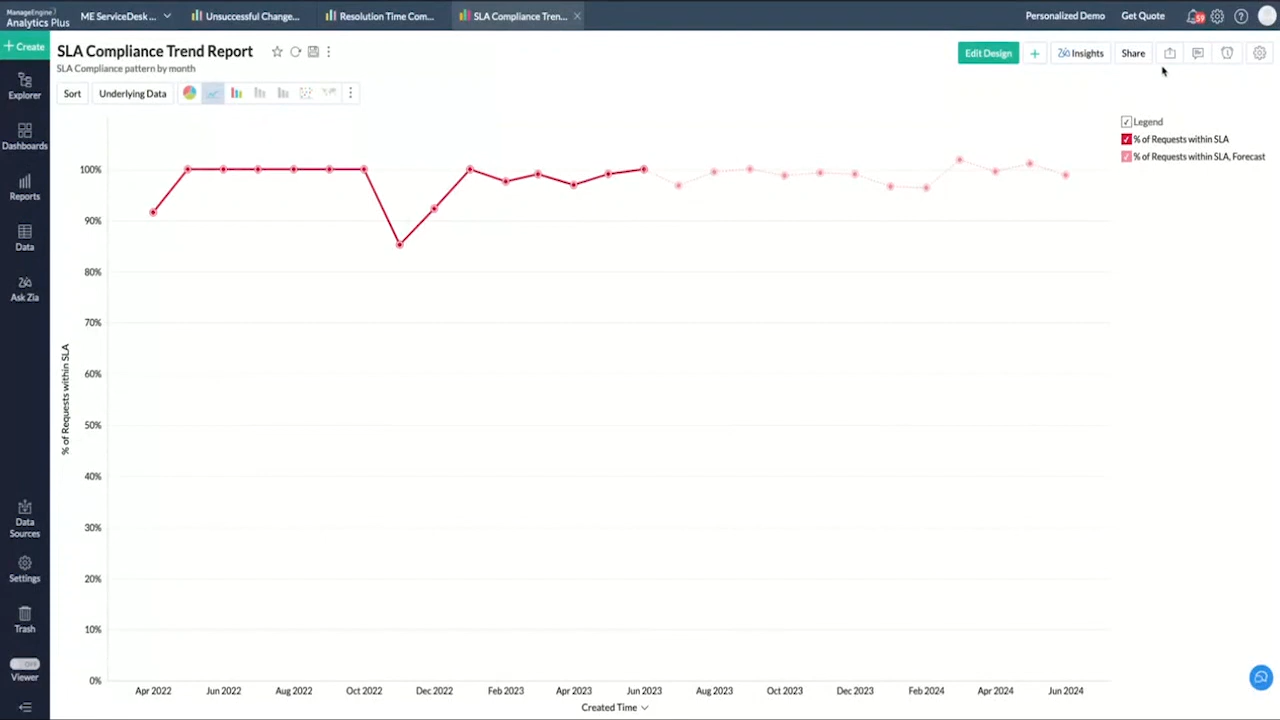 ManageEngine
Analytics Plus
ME ServiceDesk ...
Unsuccessful Change...
Resolution Time Com...
SLA Compliance Tren...
Personalized Demo
Get Quote
59
Create
SLA Compliance Trend Report
Edit Design
Insights
Share
SLA Compliance pattern by month
Explorer
Sort
Underlying Data
Dashboards
Reports
Data
Ask Zia
Data
Sources
Settings
Trash
OFF
Viewer
Legend
% of Requests within SLA
% of Requests within SLA, Forecast
% of Requests within SLA
100%
90%
80%
70%
60%
50%
40%
30%
20%
10%
0%
Apr 2022
Jun 2022
Aug 2022
Oct 2022
Dec 2022
Feb 2023
Apr 2023
Jun 2023
Aug 2023
Oct 2023
Dec 2023
Feb 2024
Apr 2024
Jun 2024
Created Time